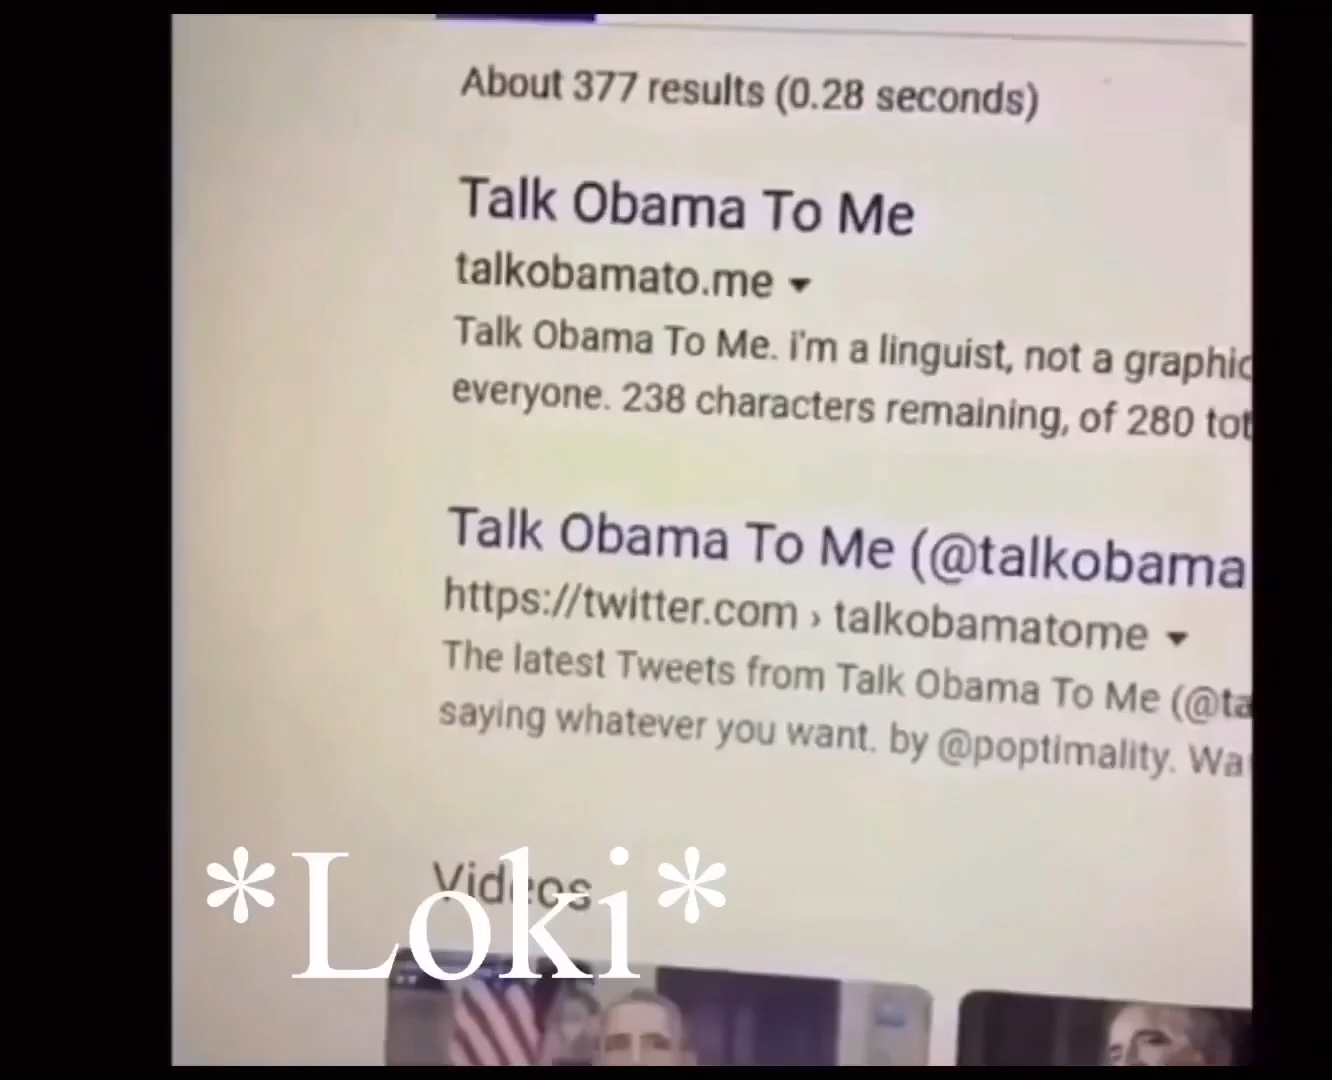 About 377 results (0.28 seconds)
Talk Obama To Me
talkobamato.me
Talk Obama To Me. i'm a linguist, not a graphic
everyone. 238 characters remaining, of 280 tot
Talk Obama To Me (@talkobama
https://twitter.com › talkobamatome
The latest Tweets from Talk Obama To Me (@ta
saying whatever you want. by @poptimality. Wa
Videos
*Loki*